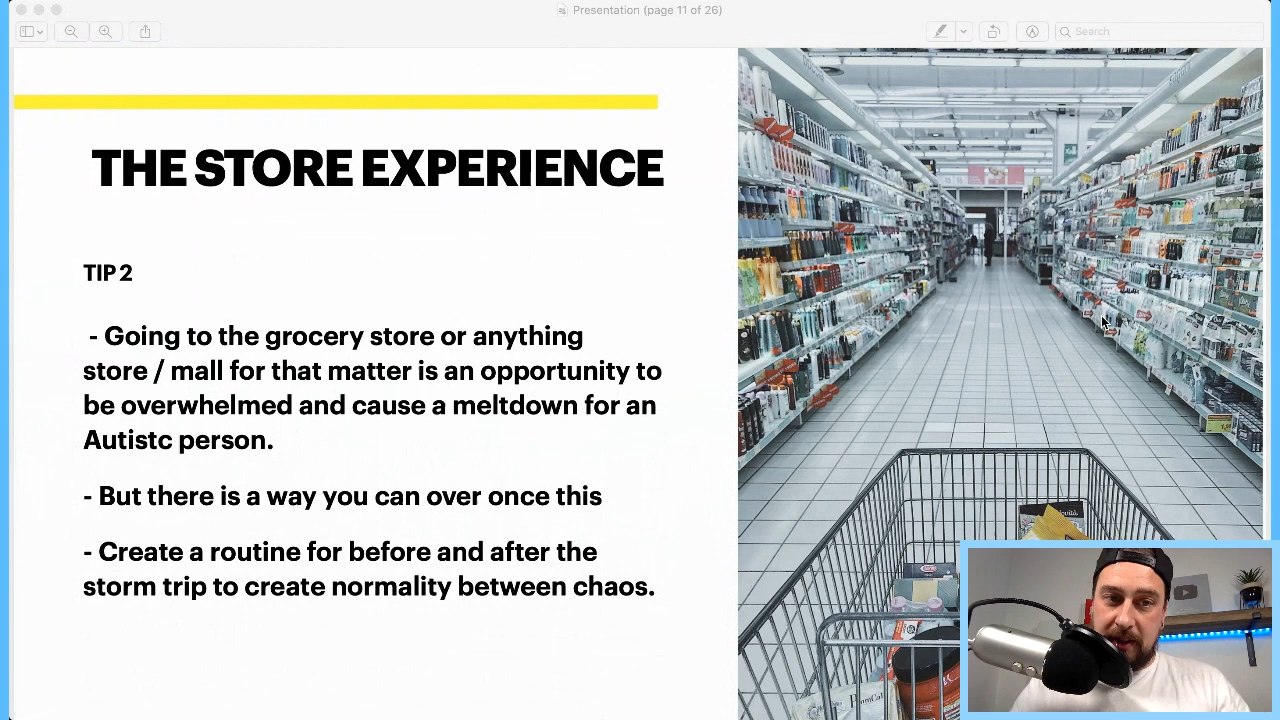 Presentation (page 11 of 26)
Search
THE STORE EXPERIENCE
TIP 2
- Going to the grocery store or anything
store / mall for that matter is an opportunity to
be overwhelmed and cause a meltdown for an
Autistc person.
- But there is a way you can over once this
- Create a routine for before and after the
storm trip to create normality between chaos.